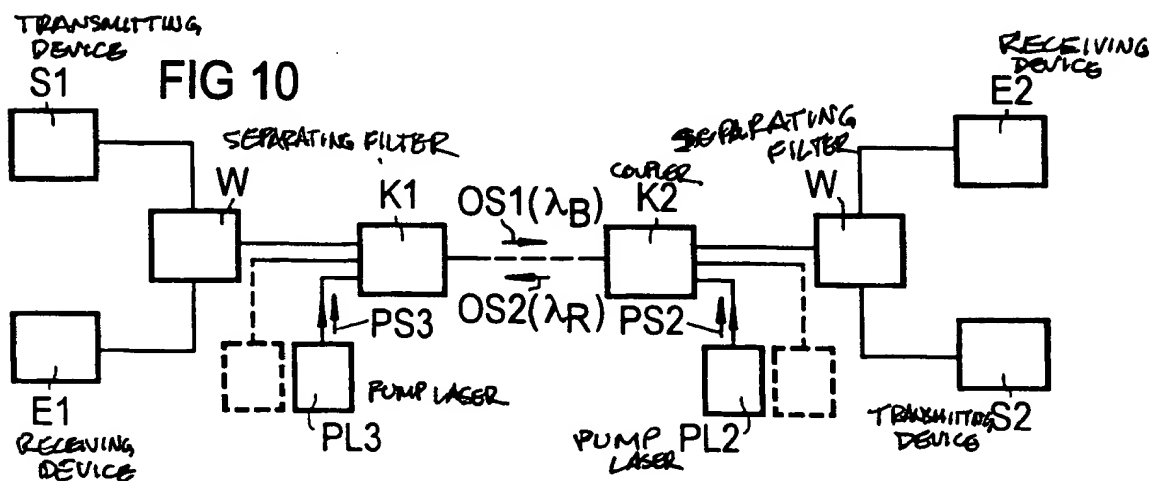 TRANSMITTING
DEVICE
S1
FIG 10
RECEIVING
DEVICE
E2
SEPARATING FILTER
SEPARATING
FILTER
W
K1
OS1(λB)
COUPLER
K2
W
OS2(λR)
PS3
PS2
E1
RECEIVING
DEVICE
PUMP LASER
PL3
PUMP
LASER
PL2
TRANSMITTING
DEVICE
S2